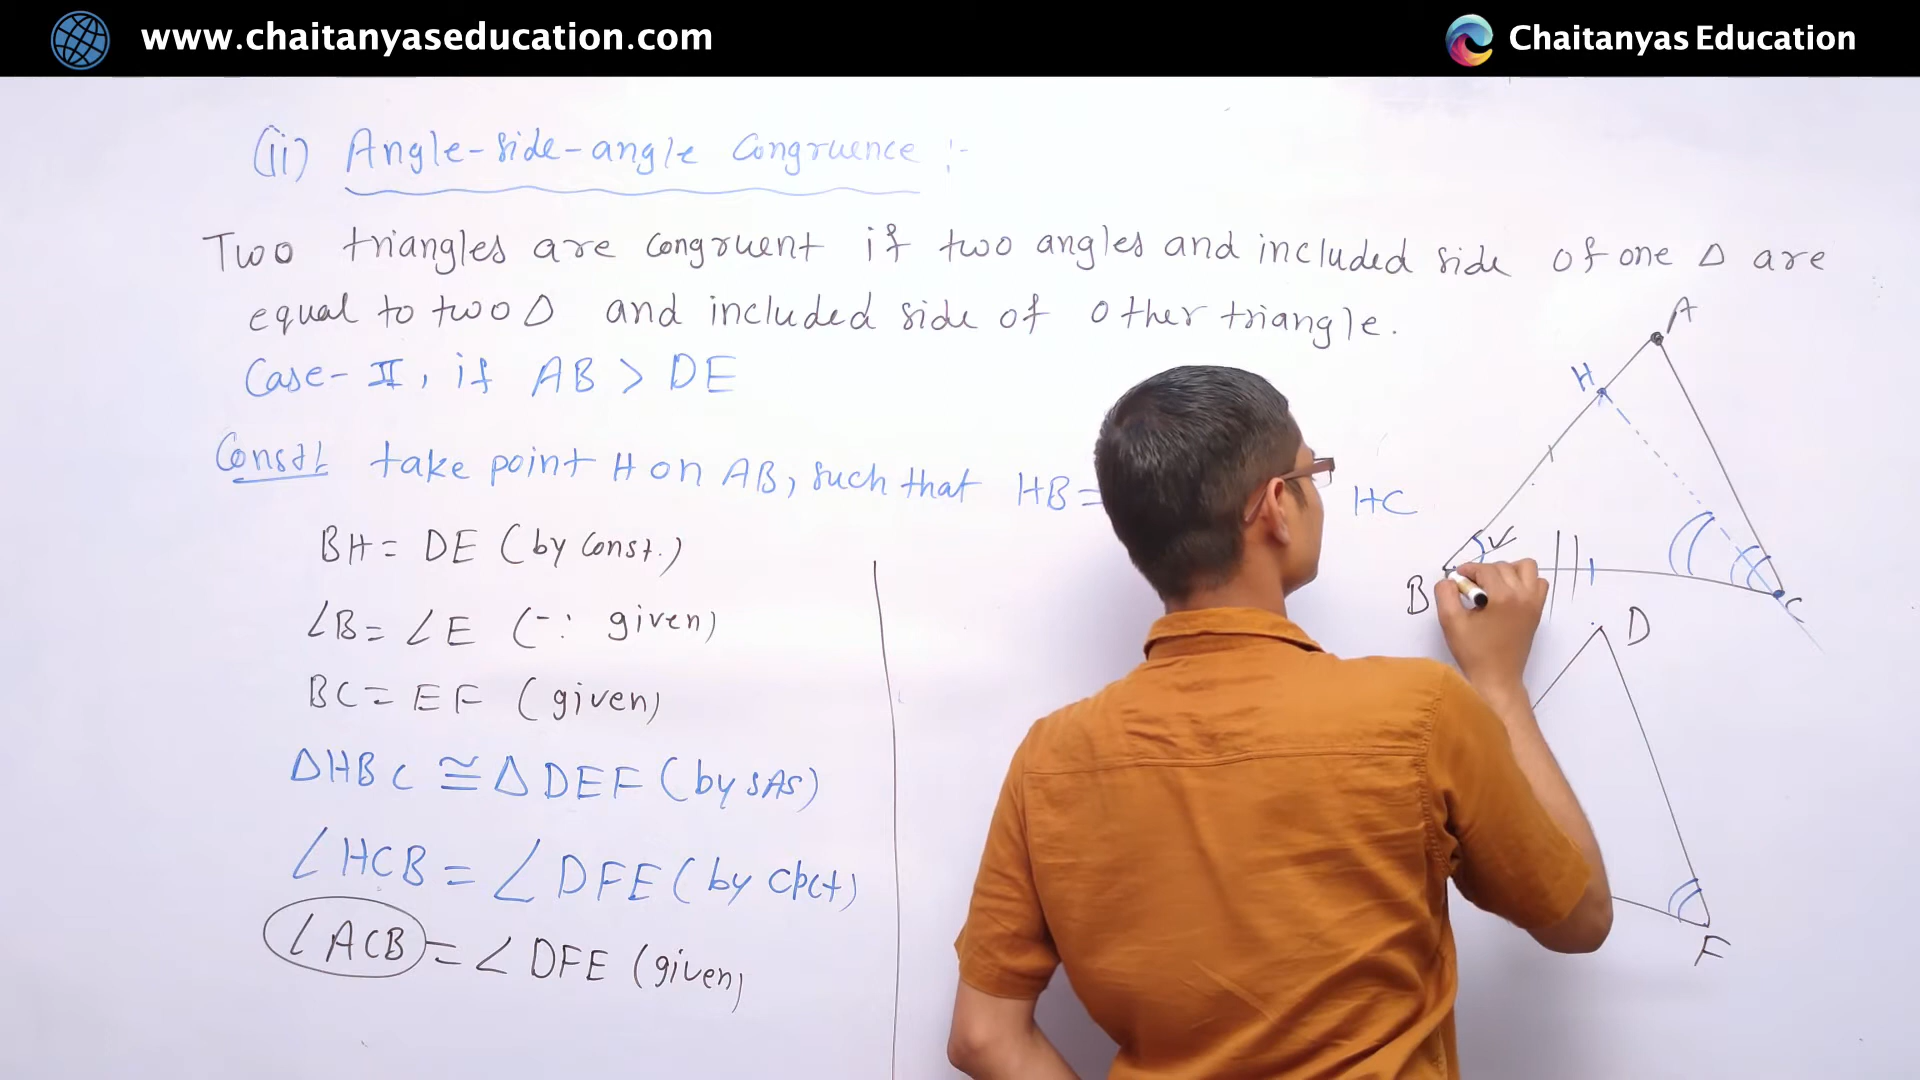 www.chaitanyaseducation.com
Chaitanyas Education
(ii) Angle-side-angle Congruence :-
Two triangles are congruent if two angles and included side of one Δ are
equal to two Δ and included side of other triangle.
Case-II, if AB > DE
Const: take point H on AB, such that HB= HC
BH = DE (by const.)
∠B = ∠E (∵ given)
BC = EF (given)
ΔHBC ≅ ΔDEF (by SAS)
∠HCB = ∠DFE (by CPCT)
∠ACB = ∠DFE (given)
A
H
B
C
D
F